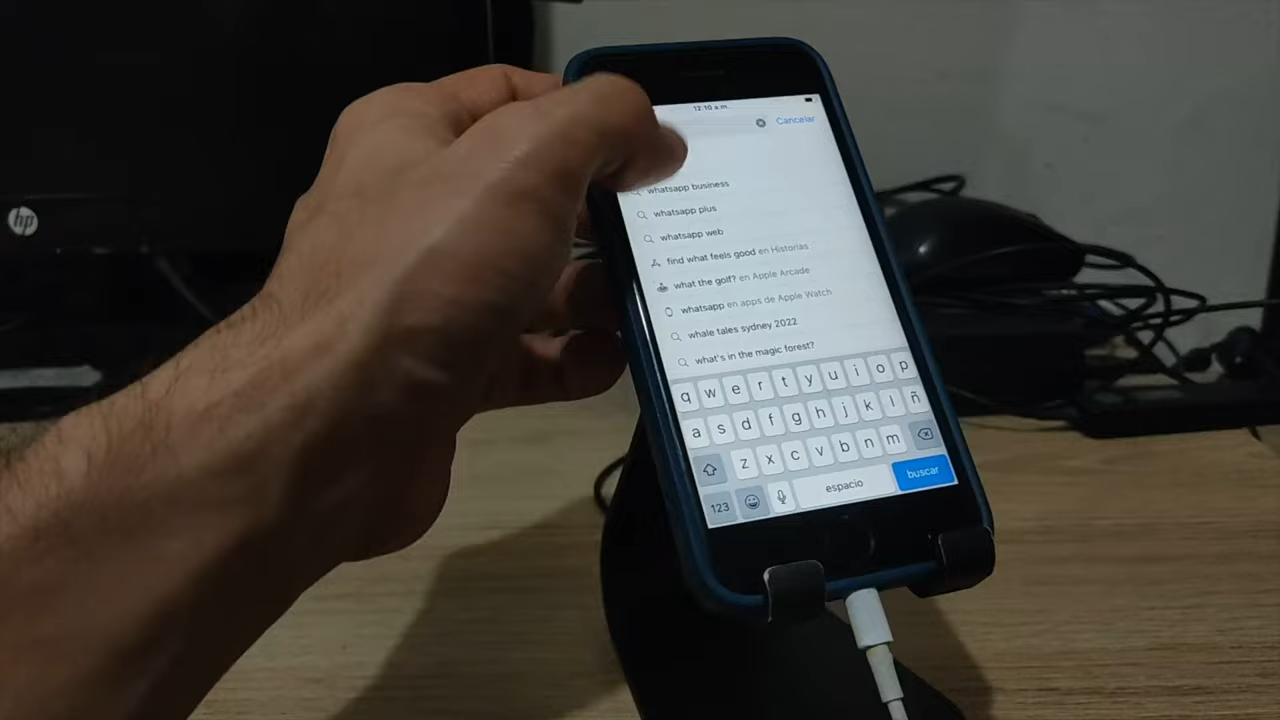 hp
12:10 a.m.
Cancelar
whatsapp business
whatsapp plus
whatsapp web
find what feels good en Historias
what the golf? en Apple Arcade
whatsapp en apps de Apple Watch
whale tales sydney 2022
what's in the magic forest?
q w e r t y u i o p
a s d f g h j k l ñ
z x c v b n m
123 espacio buscar